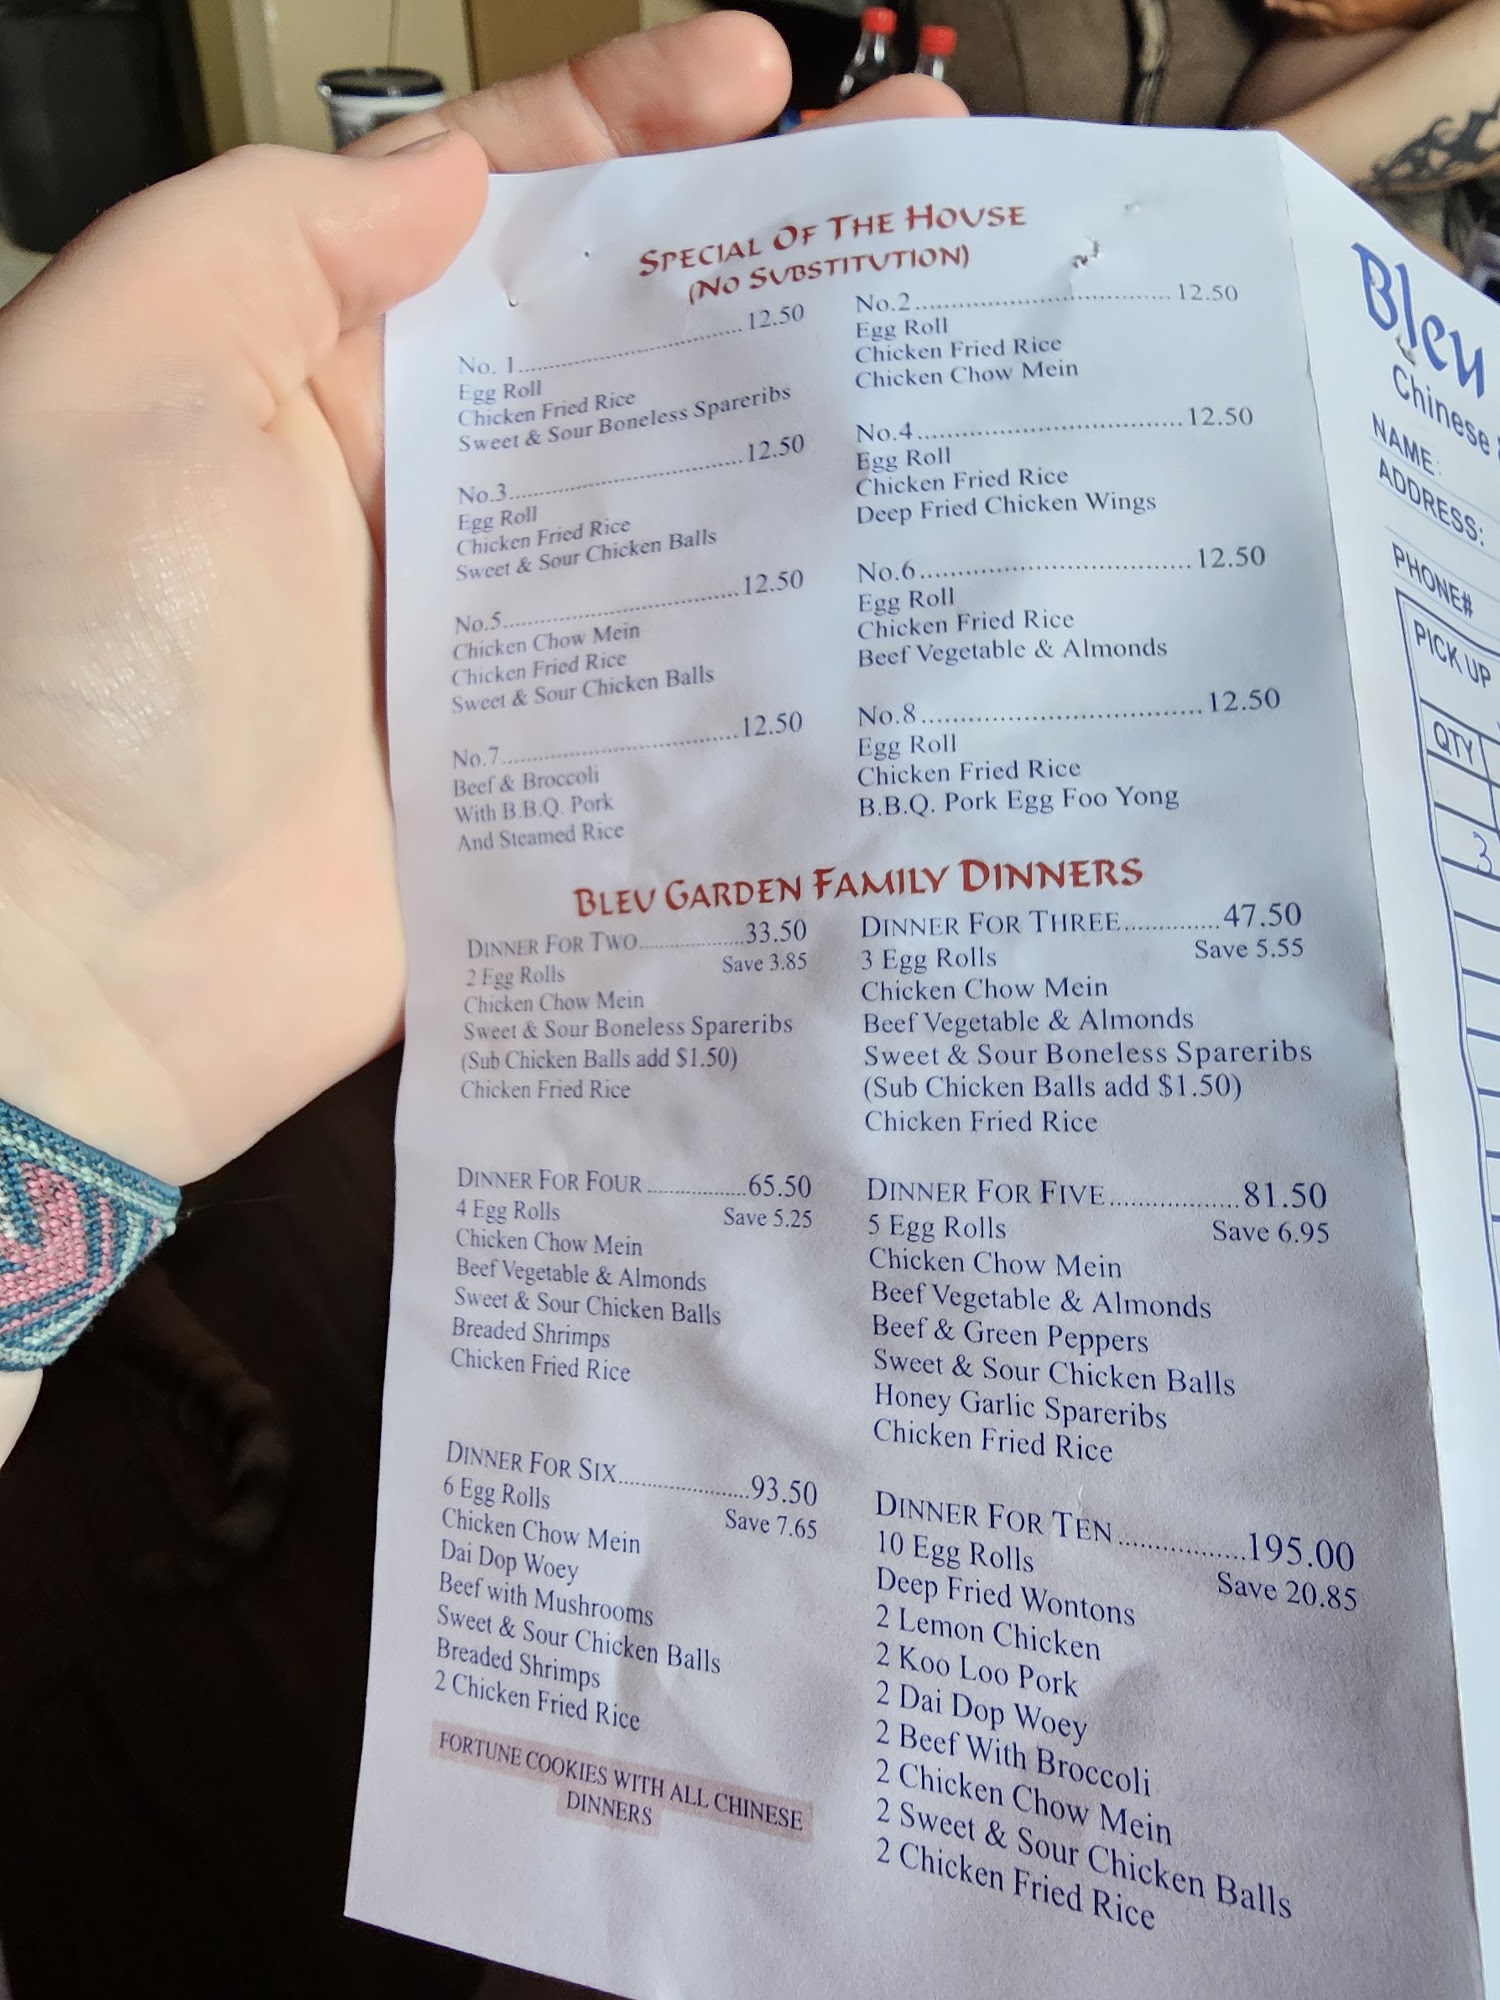 SPECIAL OF THE HOUSE
(NO SUBSTITUTION)
No. 1..........12.50
Egg Roll
Chicken Fried Rice
Sweet & Sour Boneless Spareribs
No.2..........12.50
Egg Roll
Chicken Fried Rice
Chicken Chow Mein
No.3..........12.50
Egg Roll
Chicken Fried Rice
Sweet & Sour Chicken Balls
No.4..........12.50
Egg Roll
Chicken Fried Rice
Deep Fried Chicken Wings
No.5..........12.50
Chicken Chow Mein
Chicken Fried Rice
Sweet & Sour Chicken Balls
No.6..........12.50
Egg Roll
Chicken Fried Rice
Beef Vegetable & Almonds
No.7..........12.50
Beef & Broccoli
With B.B.Q. Pork
And Steamed Rice
No.8..........12.50
Egg Roll
Chicken Fried Rice
B.B.Q. Pork Egg Foo Yong
BLEU GARDEN FAMILY DINNERS
DINNER FOR TWO..........33.50
2 Egg Rolls Save 3.85
Chicken Chow Mein
Sweet & Sour Boneless Spareribs
(Sub Chicken Balls add $1.50)
Chicken Fried Rice
DINNER FOR THREE..........47.50
3 Egg Rolls Save 5.55
Chicken Chow Mein
Beef Vegetable & Almonds
Sweet & Sour Boneless Spareribs
(Sub Chicken Balls add $1.50)
Chicken Fried Rice
DINNER FOR FOUR..........65.50
4 Egg Rolls Save 5.25
Chicken Chow Mein
Beef Vegetable & Almonds
Sweet & Sour Chicken Balls
Breaded Shrimps
Chicken Fried Rice
DINNER FOR FIVE..........81.50
5 Egg Rolls Save 6.95
Chicken Chow Mein
Beef Vegetable & Almonds
Beef & Green Peppers
Sweet & Sour Chicken Balls
Honey Garlic Spareribs
Chicken Fried Rice
DINNER FOR SIX..........93.50
6 Egg Rolls Save 7.65
Chicken Chow Mein
Dai Dop Woey
Beef with Mushrooms
Sweet & Sour Chicken Balls
Breaded Shrimps
2 Chicken Fried Rice
FORTUNE COOKIES WITH ALL CHINESE
DINNERS
DINNER FOR TEN..........195.00
10 Egg Rolls Save 20.85
Deep Fried Wontons
2 Lemon Chicken
2 Koo Loo Pork
2 Dai Dop Woey
2 Beef With Broccoli
2 Chicken Chow Mein
2 Sweet & Sour Chicken Balls
2 Chicken Fried Rice
Bleu
Chinese
NAME:
ADDRESS:
PHONE#
PICK UP
QTY
3